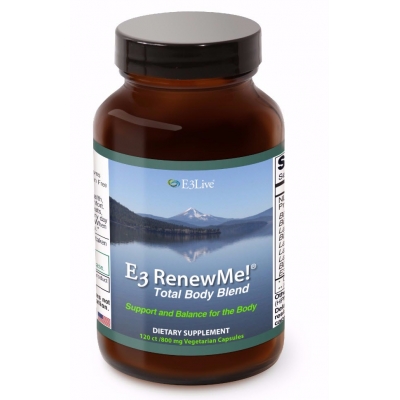 E3Live®
E3 RenewMe!®
Total Body Blend
Support and Balance for the Body
DIETARY SUPPLEMENT
120 ct /800 mg Vegetarian Capsules